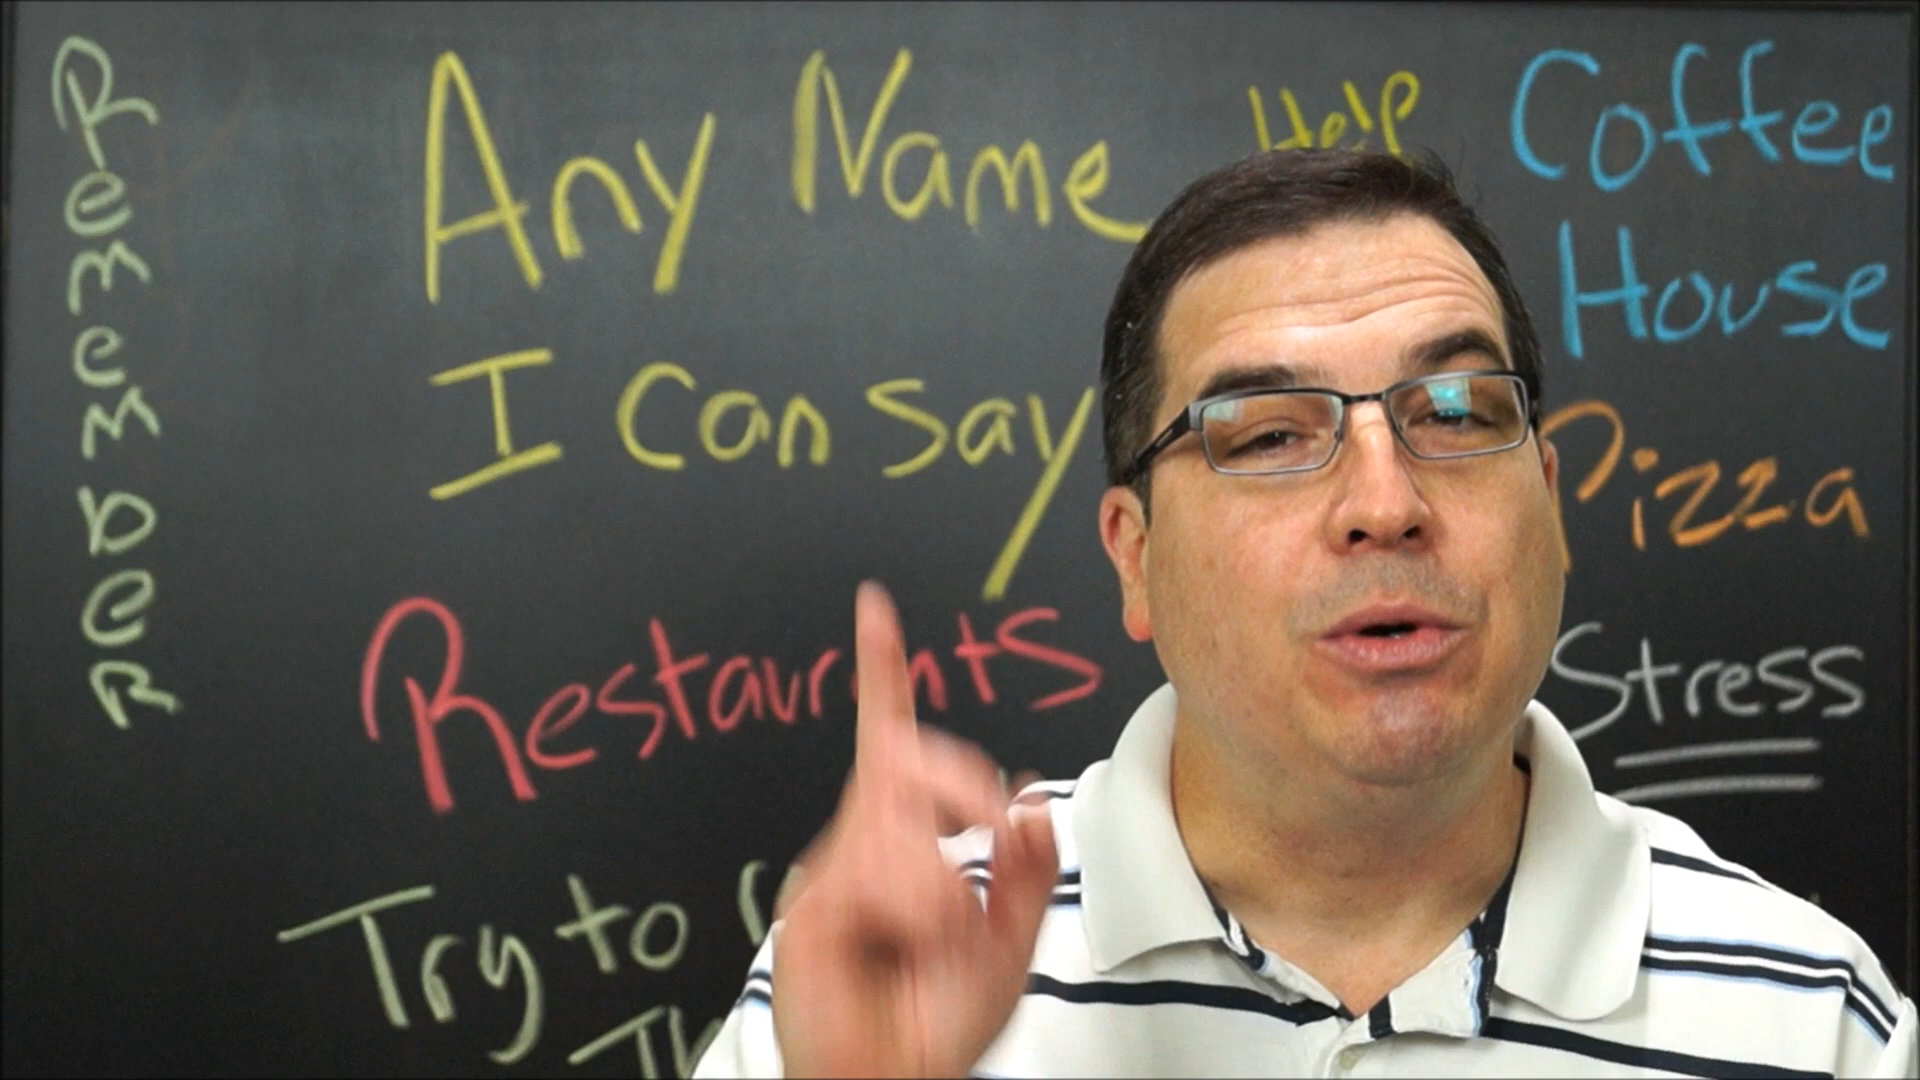 Remember
Any Name
I Can Say
Restaurants
Try to
Help
Coffee
House
Pizza
Stress